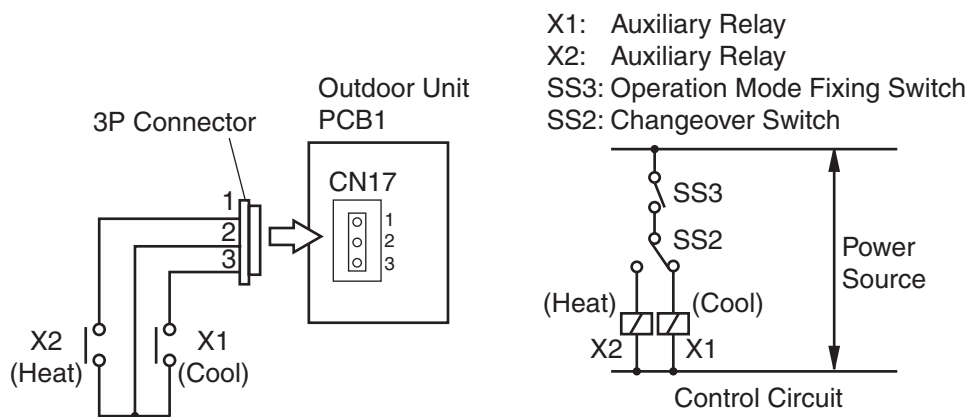 X1: Auxiliary Relay
X2: Auxiliary Relay
SS3: Operation Mode Fixing Switch
SS2: Changeover Switch
Outdoor Unit
PCB1
3P Connector
CN17
1
2
3
1
2
3
X2
(Heat)
X1
(Cool)
SS3
SS2
Power
Source
(Heat)
(Cool)
X2
X1
Control Circuit